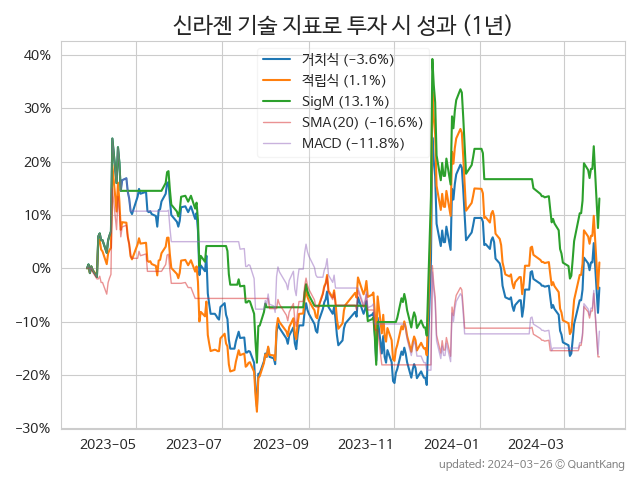 신라젠 기술 지표로 투자 시 성과 (1년)
거치식 (−3.6%)
적립식 (1.1%)
SigM (13.1%)
SMA(20) (−16.6%)
MACD (−11.8%)
40%
30%
20%
10%
0%
−10%
−20%
−30%
2023-05 2023-07 2023-09 2023-11 2024-01 2024-03
updated: 2024-03-26 © QuantKang